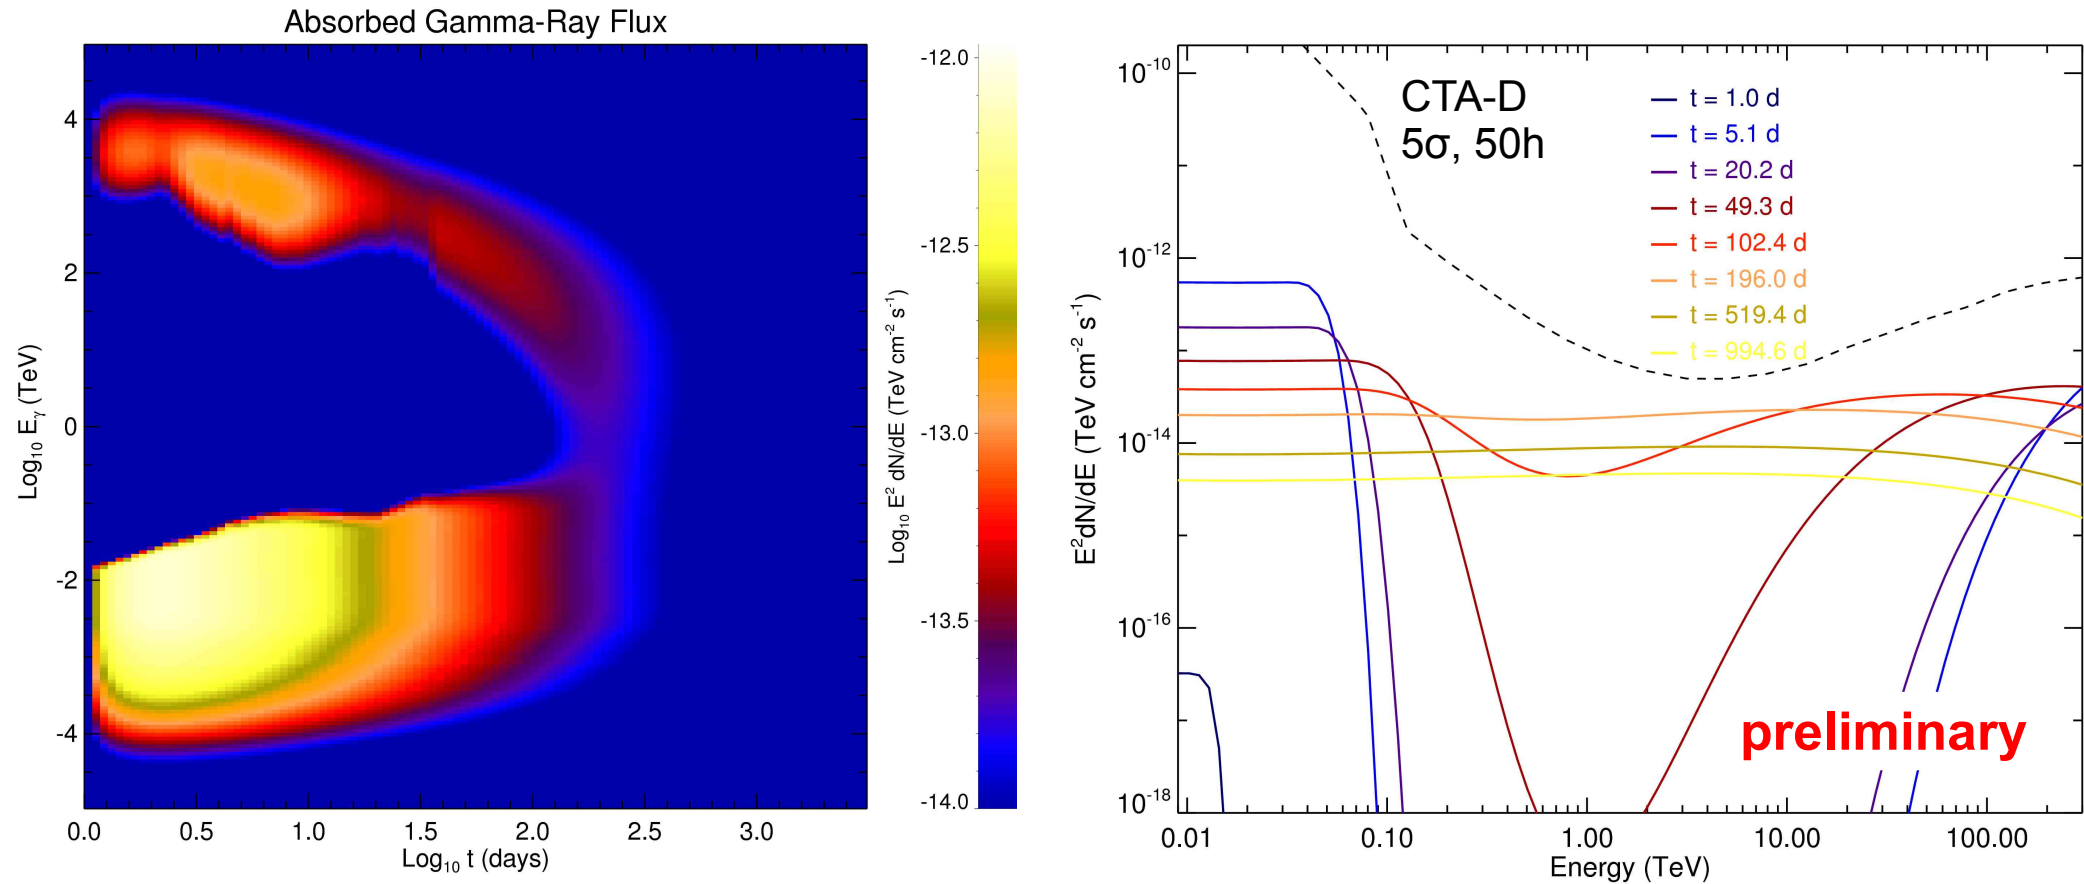 Absorbed Gamma-Ray Flux
4
2
0
-2
-4
Log₁₀ Eγ (TeV)
0.0 0.5 1.0 1.5 2.0 2.5 3.0
Log₁₀ t (days)
-12.0
-12.5
-13.0
-13.5
-14.0
Log₁₀ E² dN/dE (TeV cm⁻² s⁻¹)
10⁻¹⁰
10⁻¹²
10⁻¹⁴
10⁻¹⁶
10⁻¹⁸
E²dN/dE (TeV cm⁻² s⁻¹)
CTA-D
5σ, 50h
t = 1.0 d
t = 5.1 d
t = 20.2 d
t = 49.3 d
t = 102.4 d
t = 196.0 d
t = 519.4 d
t = 994.6 d
preliminary
0.01 0.10 1.00 10.00 100.00
Energy (TeV)